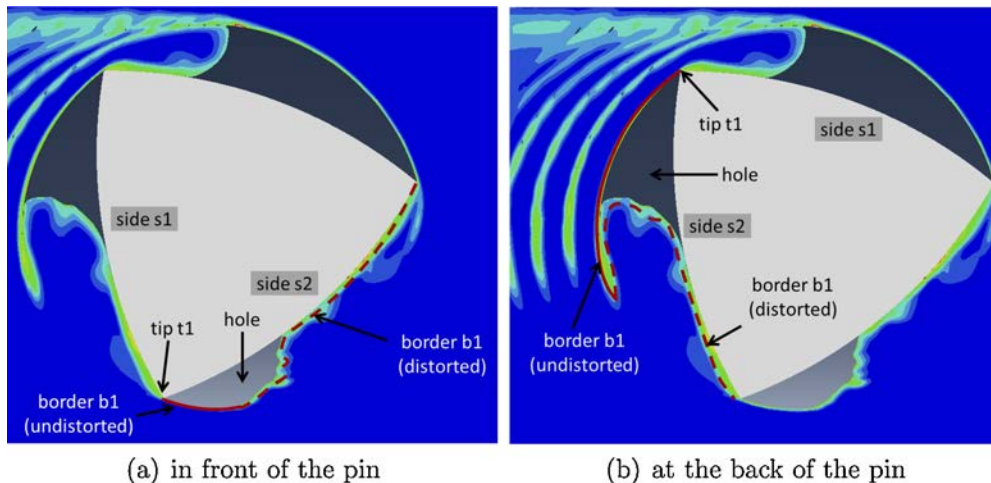 side s1
side s2
tip t1
hole
border b1
(distorted)
border b1
(undistorted)
(a) in front of the pin
tip t1
side s1
hole
side s2
border b1
(distorted)
border b1
(undistorted)
(b) at the back of the pin